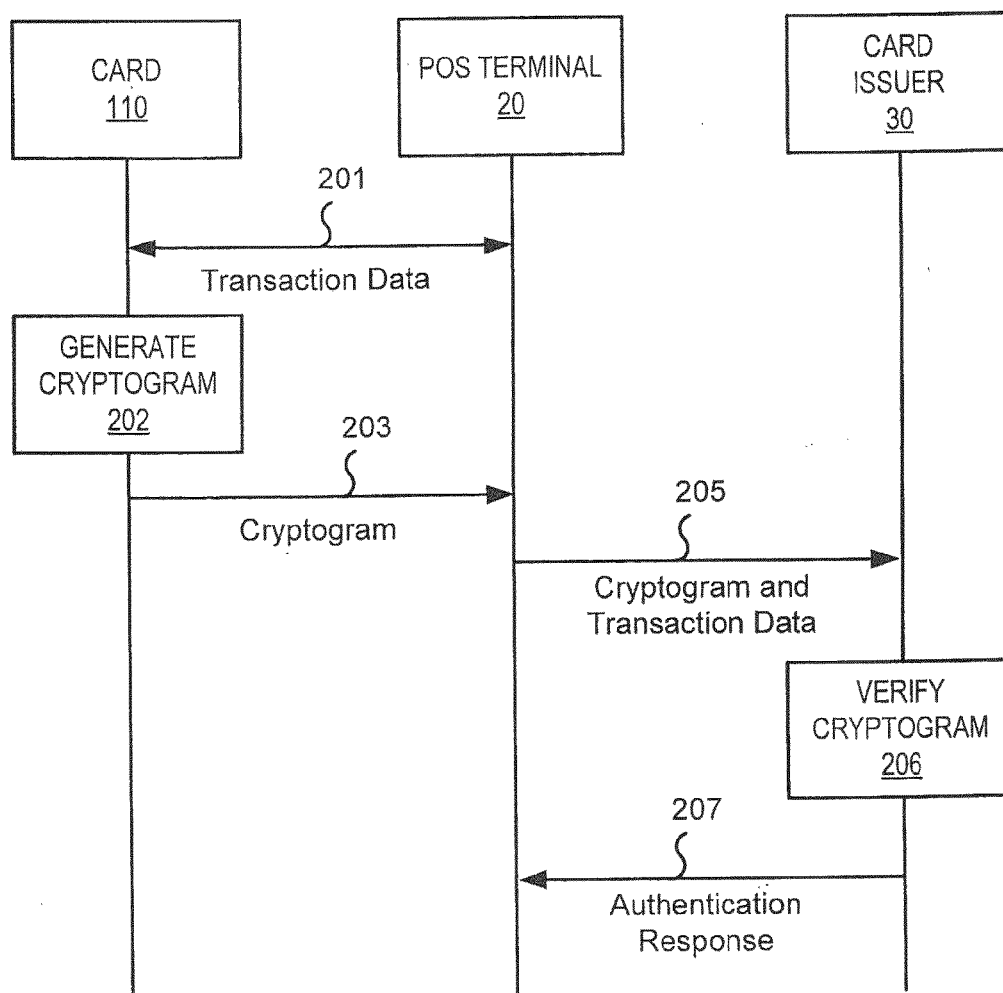 CARD
110
POS TERMINAL
20
CARD
ISSUER
30
201
Transaction Data
GENERATE
CRYPTOGRAM
202
203
Cryptogram
205
Cryptogram and
Transaction Data
VERIFY
CRYPTOGRAM
206
207
Authentication
Response